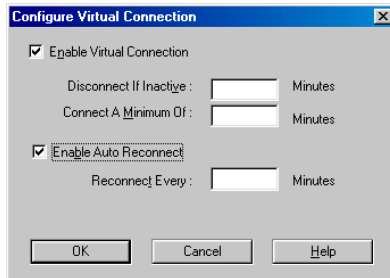 Configure Virtual Connection
Enable Virtual Connection
Disconnect If Inactive : Minutes
Connect A Minimum Of : Minutes
Enable Auto Reconnect
Reconnect Every : Minutes
OK Cancel Help